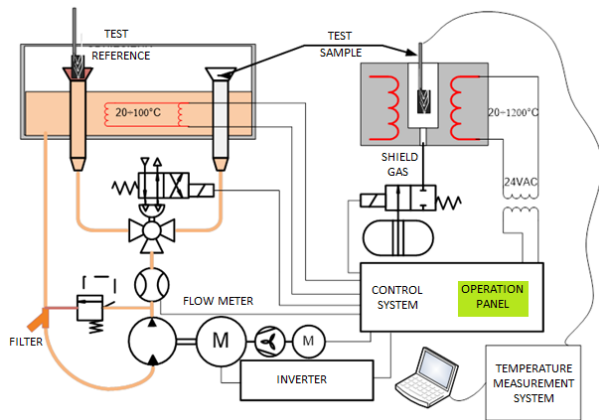 TEST
REFERENCE
TEST
SAMPLE
20÷100°C
20÷1200°C
SHIELD
GAS
24VAC
FLOW METER
CONTROL
SYSTEM
OPERATION
PANEL
FILTER
M
M
INVERTER
TEMPERATURE
MEASUREMENT
SYSTEM